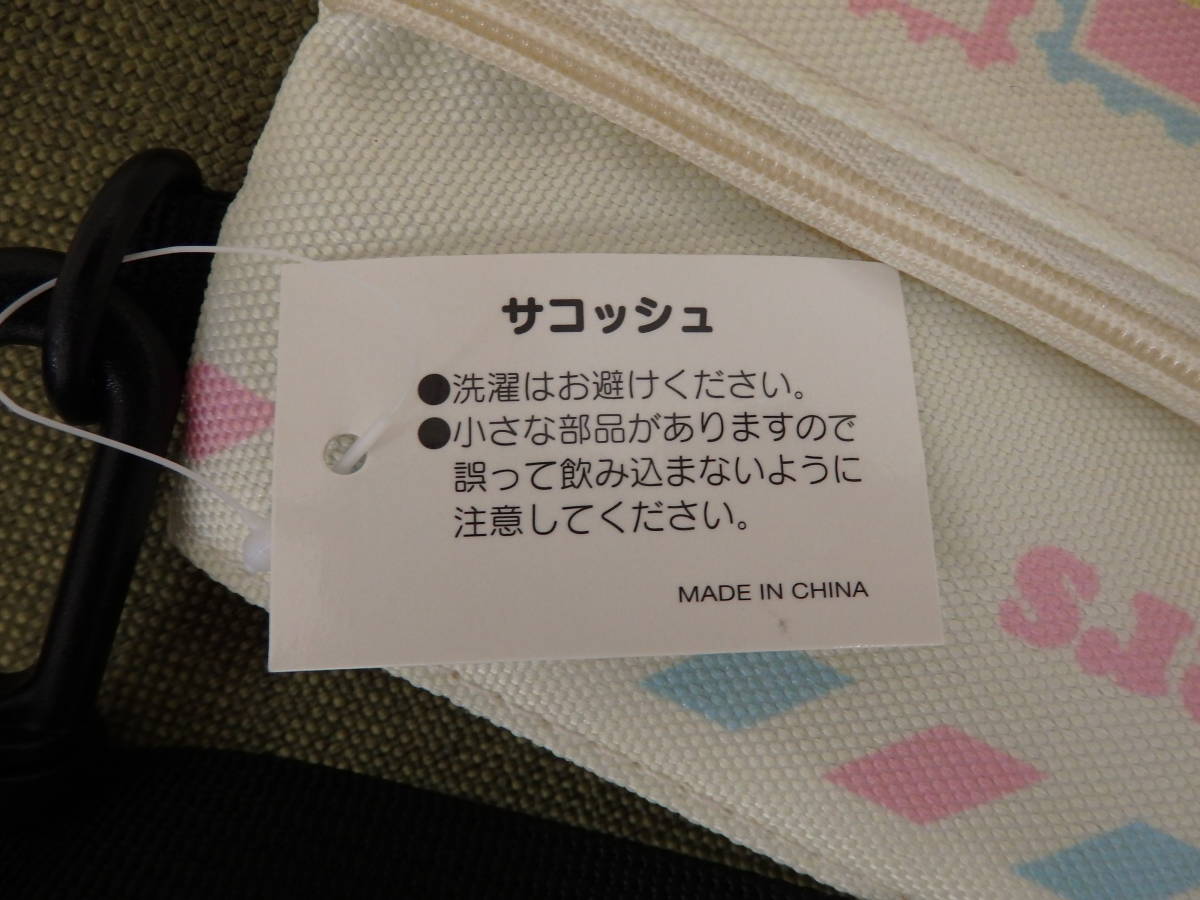 サコッシュ
●洗濯はお避けください。
●小さな部品がありますので
誤って飲み込まないように
注意してください。
MADE IN CHINA
rs